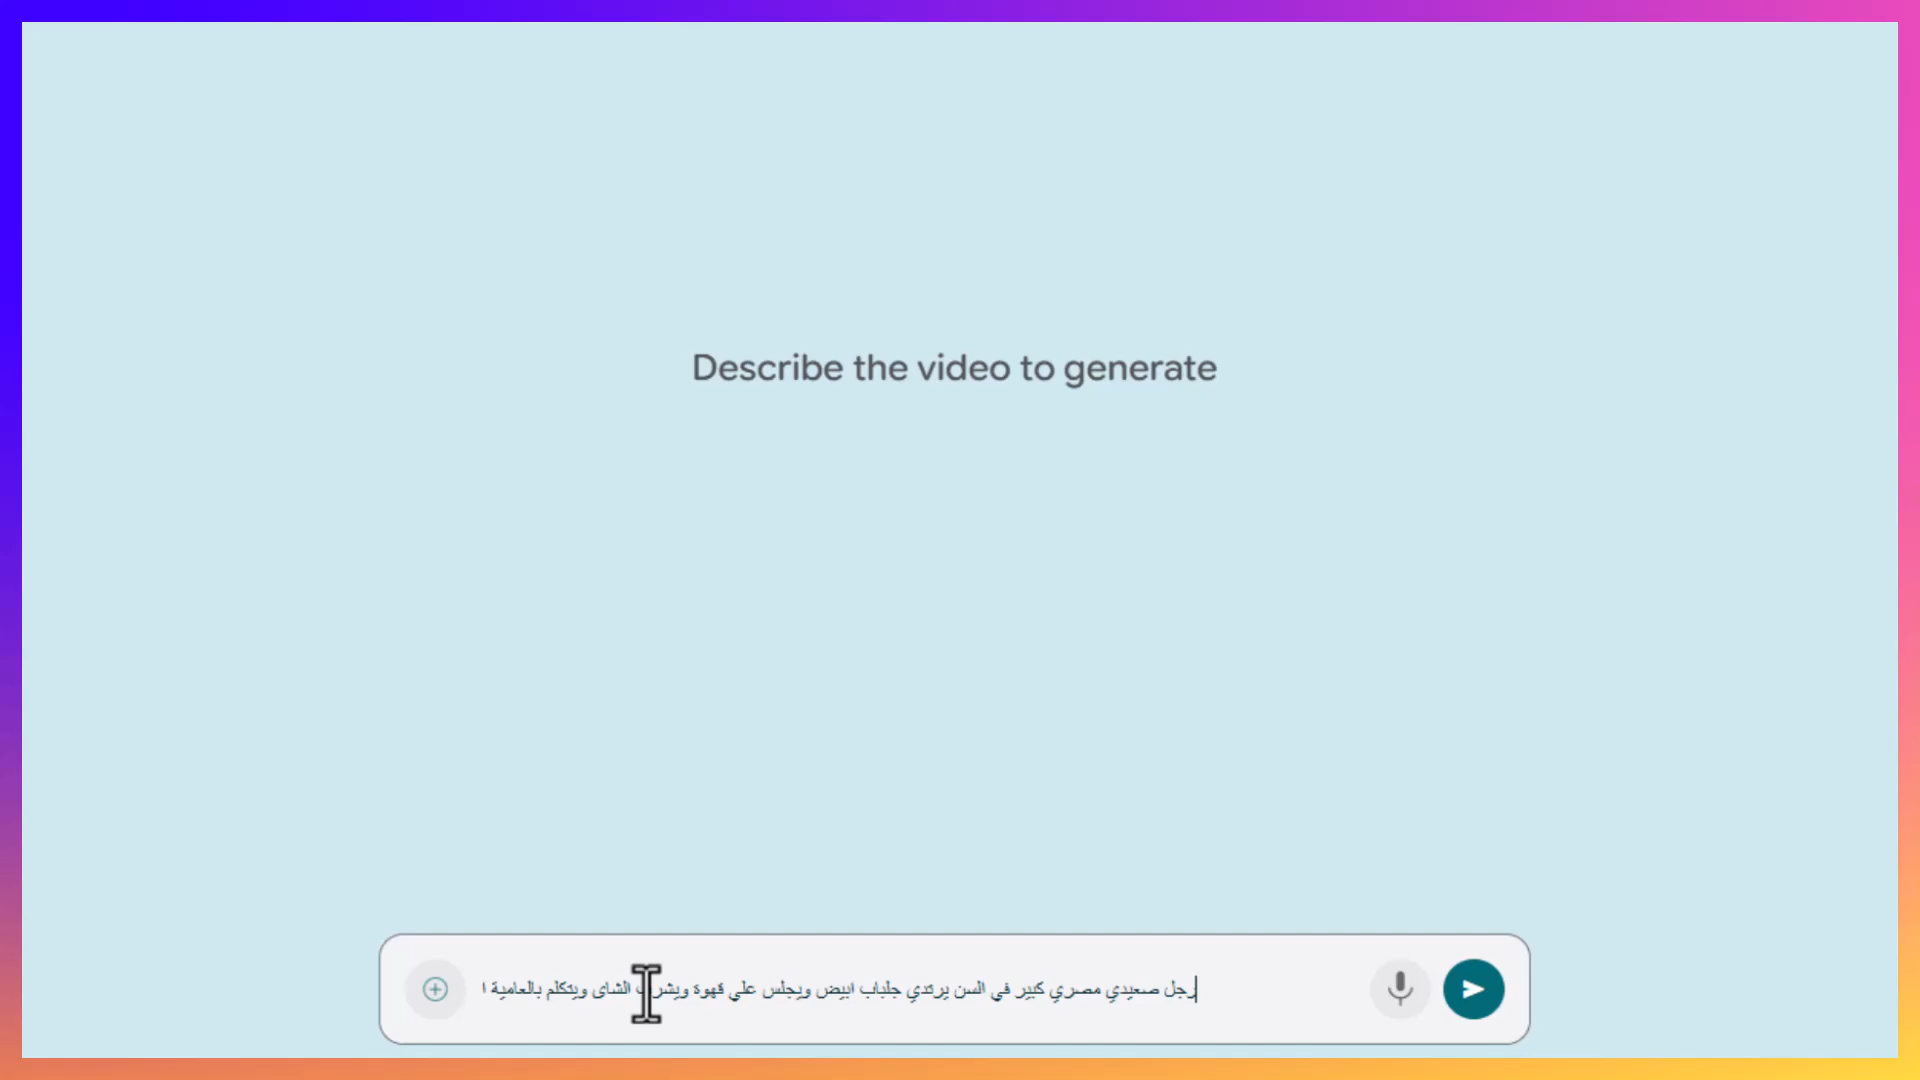 Describe the video to generate
رجل صعيدي مصري كبير في السن يرتدي جلباب ابيض ويجلس علي قهوة ويشرب الشاى ويتكلم بالعامية ا